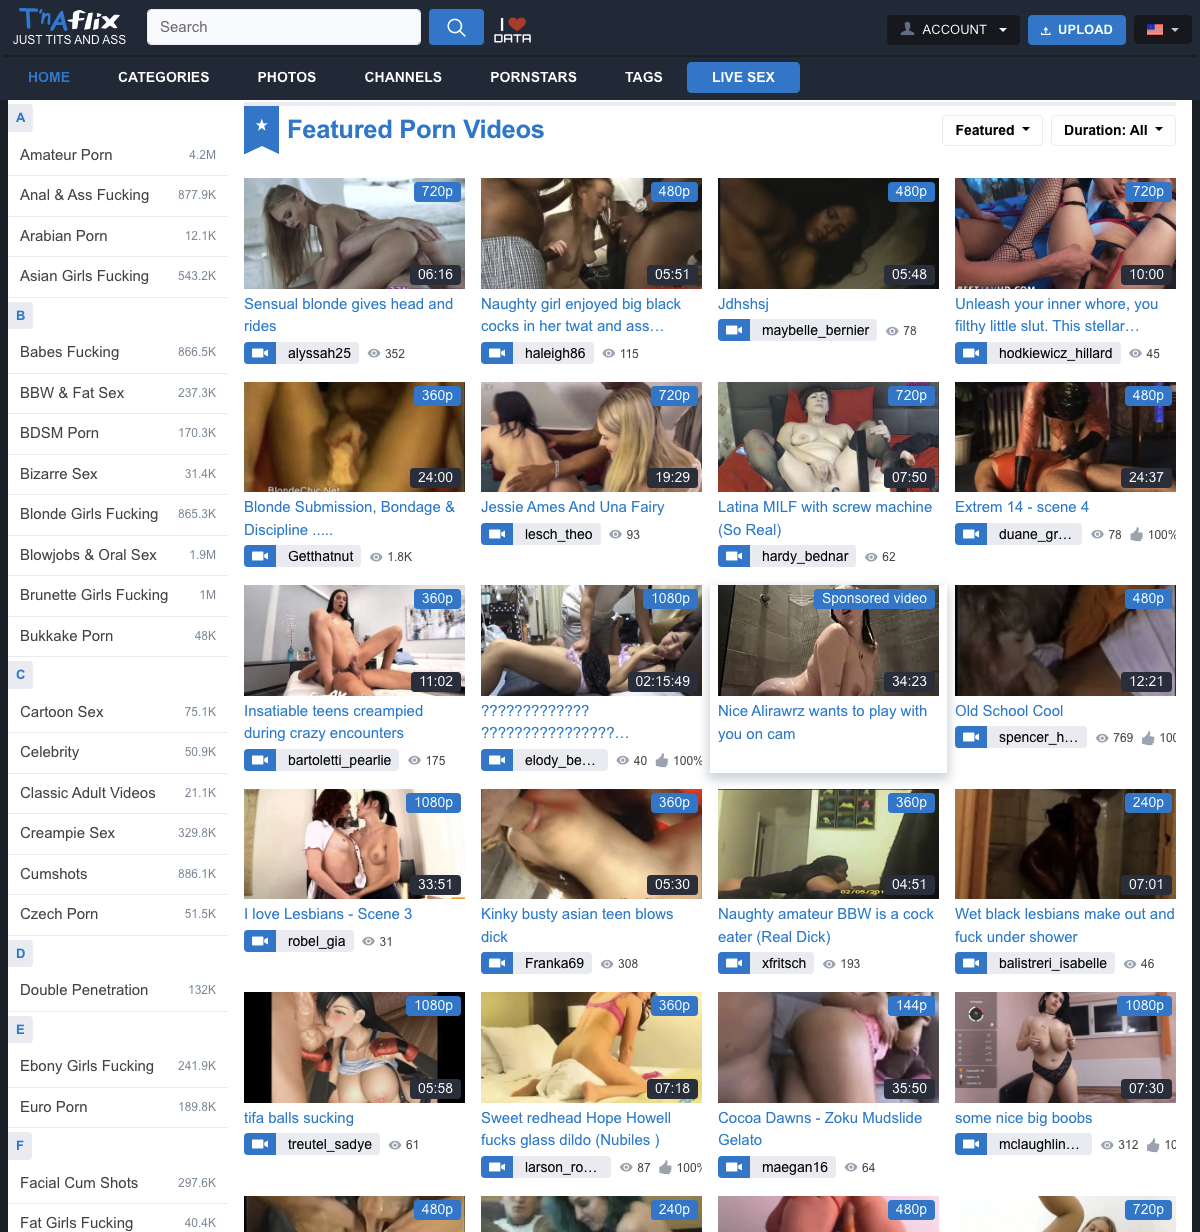 T'nAflix
JUST TITS AND ASS
Search
I
DATA
ACCOUNT
UPLOAD
HOME
CATEGORIES
PHOTOS
CHANNELS
PORNSTARS
TAGS
LIVE SEX
A
Amateur Porn 4.2M
Anal & Ass Fucking 877.9K
Arabian Porn 12.1K
Asian Girls Fucking 543.2K
B
Babes Fucking 866.5K
BBW & Fat Sex 237.3K
BDSM Porn 170.3K
Bizarre Sex 31.4K
Blonde Girls Fucking 865.3K
Blowjobs & Oral Sex 1.9M
Brunette Girls Fucking 1M
Bukkake Porn 48K
C
Cartoon Sex 75.1K
Celebrity 50.9K
Classic Adult Videos 21.1K
Creampie Sex 329.8K
Cumshots 886.1K
Czech Porn 51.5K
D
Double Penetration 132K
E
Ebony Girls Fucking 241.9K
Euro Porn 189.8K
F
Facial Cum Shots 297.6K
Fat Girls Fucking 40.4K
Featured Porn Videos
Featured
Duration: All
720p
06:16
Sensual blonde gives head and
rides
alyssah25 352
480p
05:51
Naughty girl enjoyed big black
cocks in her twat and ass...
haleigh86 115
480p
05:48
Jdhshsj
maybelle_bernier 78
720p
10:00
Unleash your inner whore, you
filthy little slut. This stellar...
hodkiewicz_hillard 45
360p
24:00
BlondeChic.Net
Blonde Submission, Bondage &
Discipline .....
Getthatnut 1.8K
720p
19:29
Jessie Ames And Una Fairy
lesch_theo 93
720p
07:50
Latina MILF with screw machine
(So Real)
hardy_bednar 62
480p
24:37
Extrem 14 - scene 4
duane_gr... 78 100%
360p
11:02
Insatiable teens creampied
during crazy encounters
bartoletti_pearlie 175
1080p
02:15:49
?????????????
????????????????...
elody_be... 40 100%
Sponsored video
34:23
Nice Alirawrz wants to play with
you on cam
480p
12:21
Old School Cool
spencer_h... 769 100
1080p
33:51
I love Lesbians - Scene 3
robel_gia 31
360p
05:30
Kinky busty asian teen blows
dick
Franka69 308
360p
04:51
Naughty amateur BBW is a cock
eater (Real Dick)
xfritsch 193
240p
07:01
Wet black lesbians make out and
fuck under shower
balistreri_isabelle 46
1080p
05:58
tifa balls sucking
treutel_sadye 61
360p
07:18
Sweet redhead Hope Howell
fucks glass dildo (Nubiles )
larson_ro... 87 100%
144p
35:50
Cocoa Dawns - Zoku Mudslide
Gelato
maegan16 64
1080p
07:30
some nice big boobs
mclaughlin... 312 10
480p
240p
480p
720p